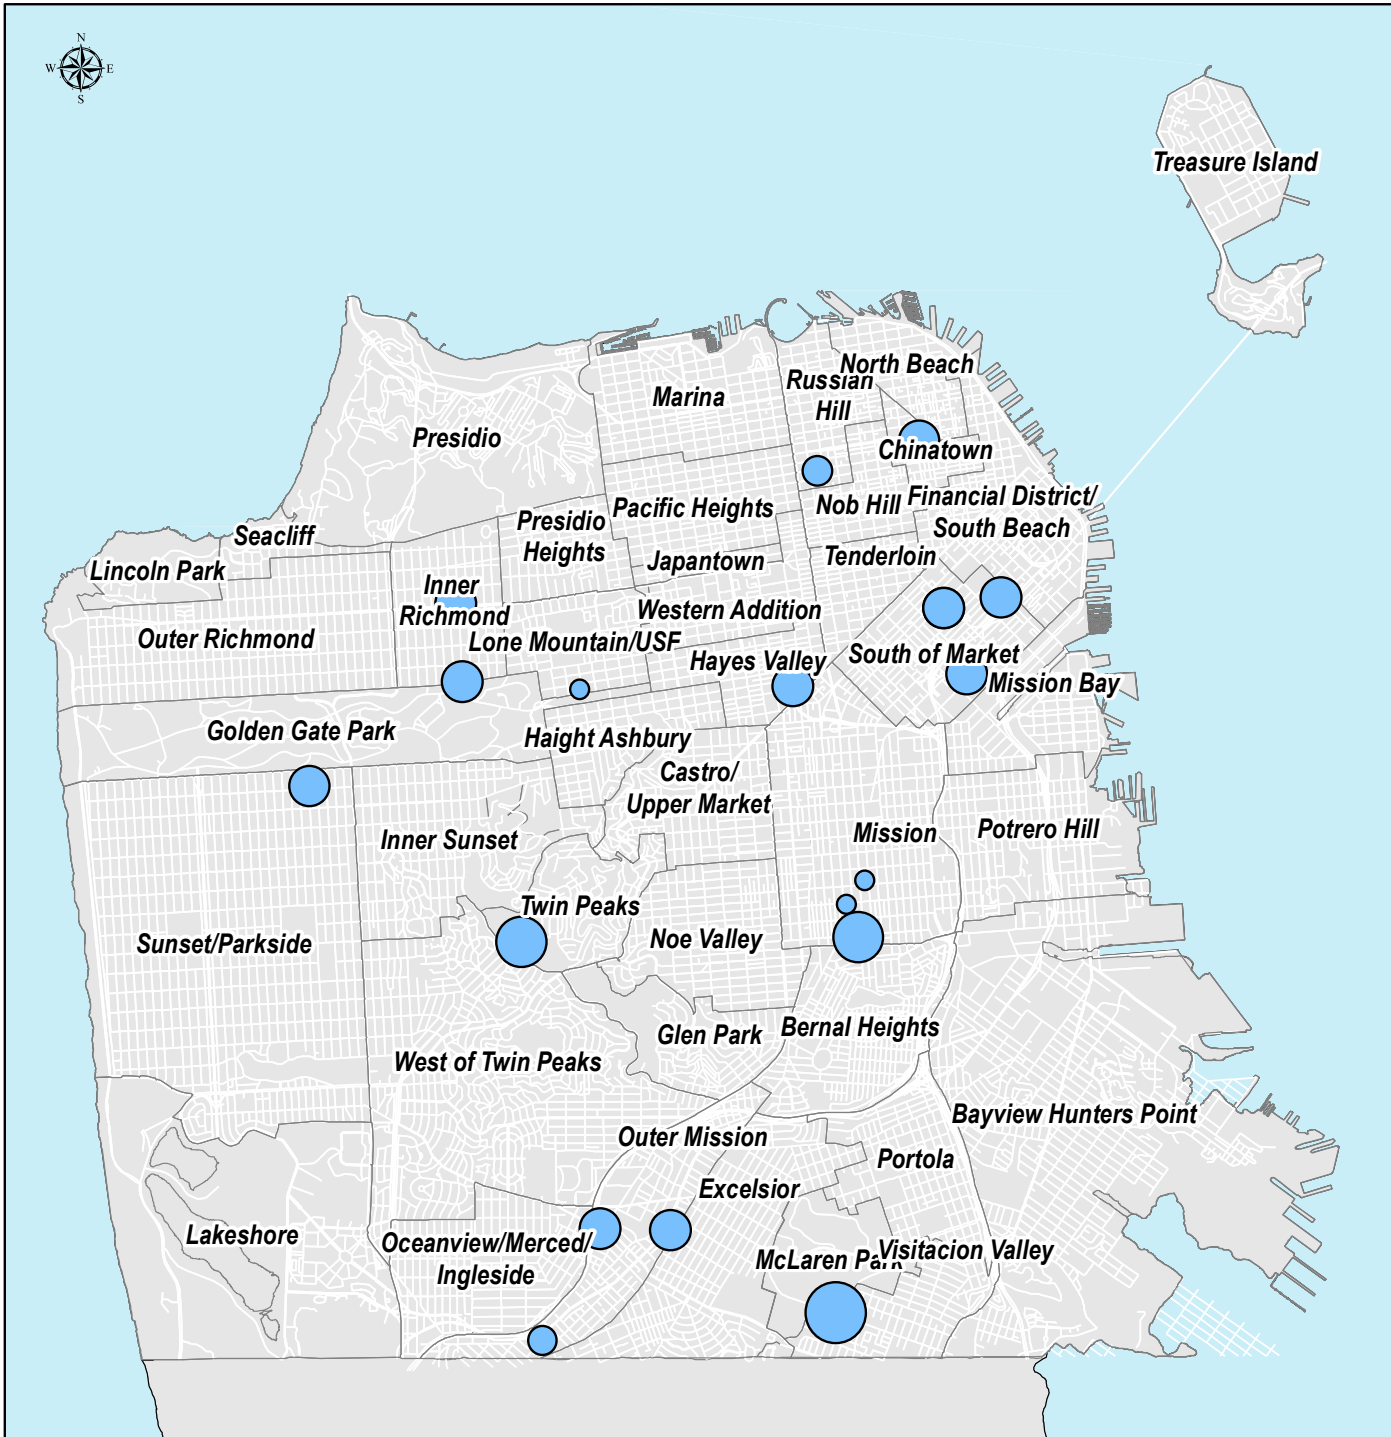 N
W E
S
Treasure Island
North Beach
Russian
Hill
Marina
Presidio
Chinatown
Pacific Heights
Nob Hill
Financial District/
South Beach
Presidio
Heights
Seacliff
Japantown
Tenderloin
Lincoln Park
Inner
Richmond
Western Addition
Outer Richmond
Lone Mountain/USF
Hayes Valley
South of Market
Mission Bay
Golden Gate Park
Haight Ashbury
Castro/
Upper Market
Inner Sunset
Mission
Potrero Hill
Twin Peaks
Sunset/Parkside
Noe Valley
Bernal Heights
Glen Park
West of Twin Peaks
Bayview Hunters Point
Outer Mission
Portola
Excelsior
Lakeshore
Oceanview/Merced/
Ingleside
McLaren Park
Visitacion Valley